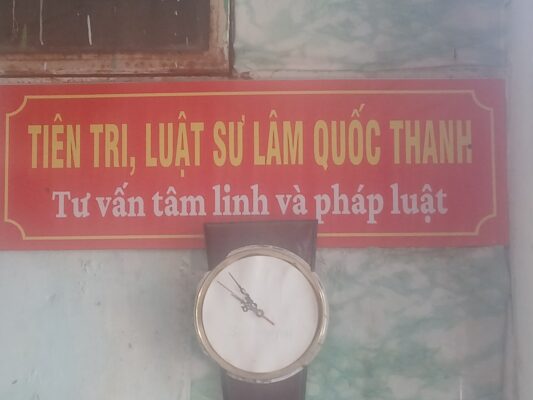 TIÊN TRI, LUẬT SƯ LÂM QUỐC THANH
Tư vấn tâm linh và pháp luật